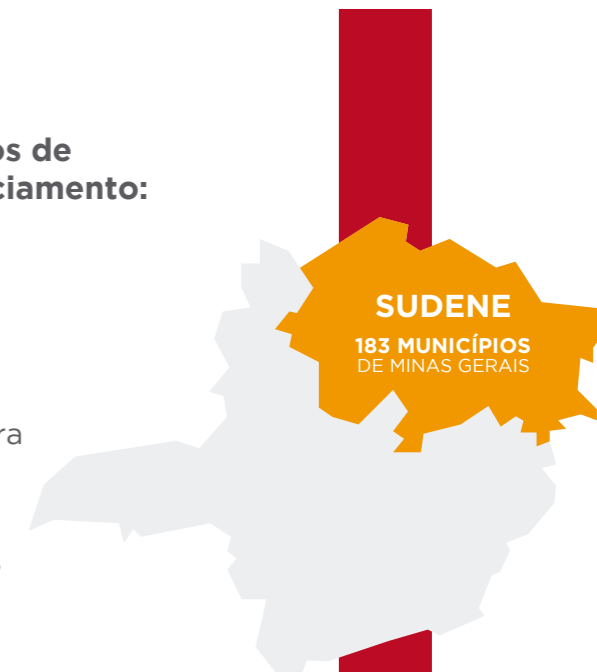 os de
ciamento:
SUDENE
183 MUNICÍPIOS
DE MINAS GERAIS
ra